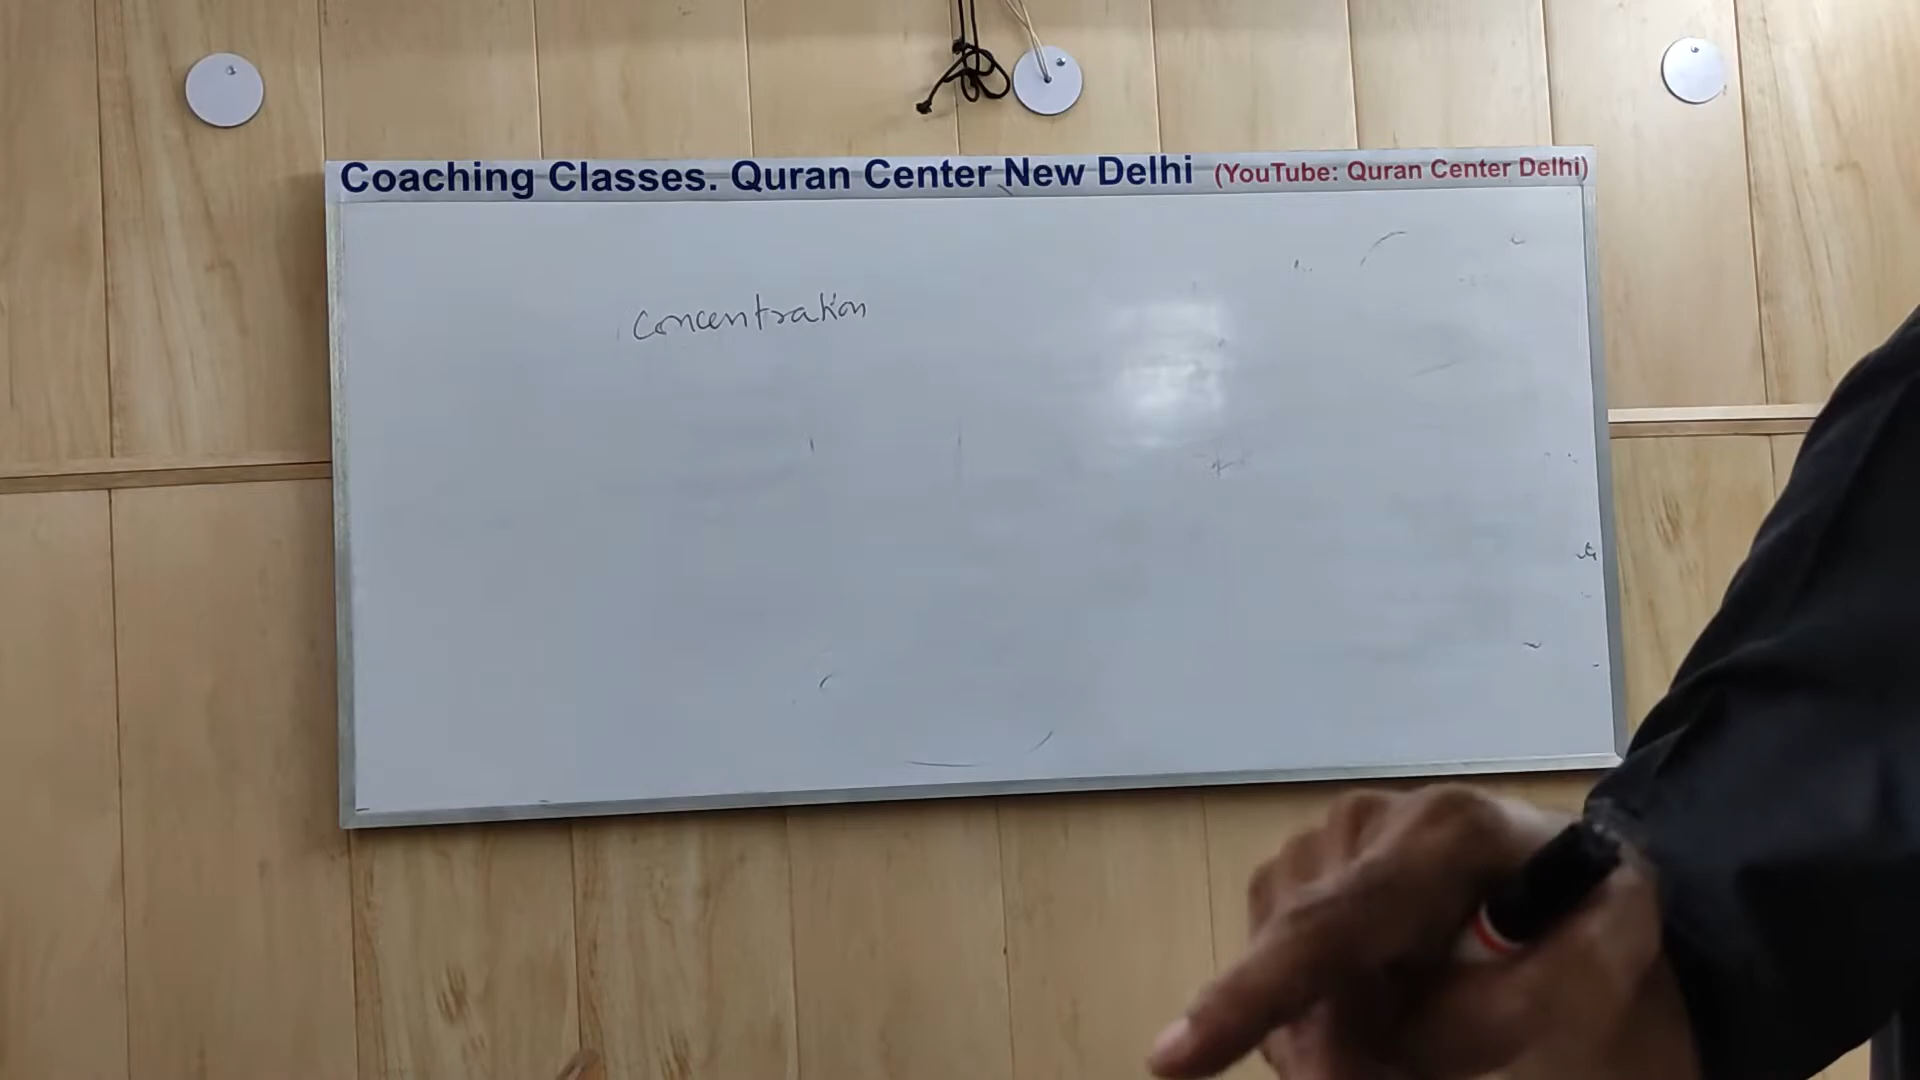 Coaching Classes. Quran Center New Delhi (YouTube: Quran Center Delhi)
concentration